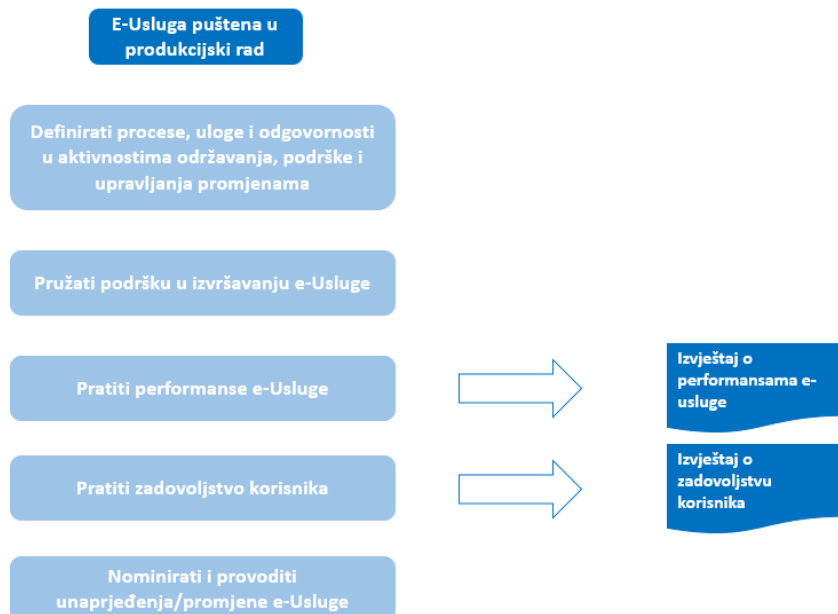 E-Usluga puštena u
produkcijski rad
Definirati procese, uloge i odgovornosti
u aktivnostima održavanja, podrške i
upravljanja promjenama
Pružati podršku u izvršavanju e-Usluge
Pratiti performanse e-Usluge
Izvještaj o
performansama e-
usluge
Pratiti zadovoljstvo korisnika
Izvještaj o
zadovoljstvu
korisnika
Nominirati i provoditi
unaprjeđenja/promjene e-Usluge